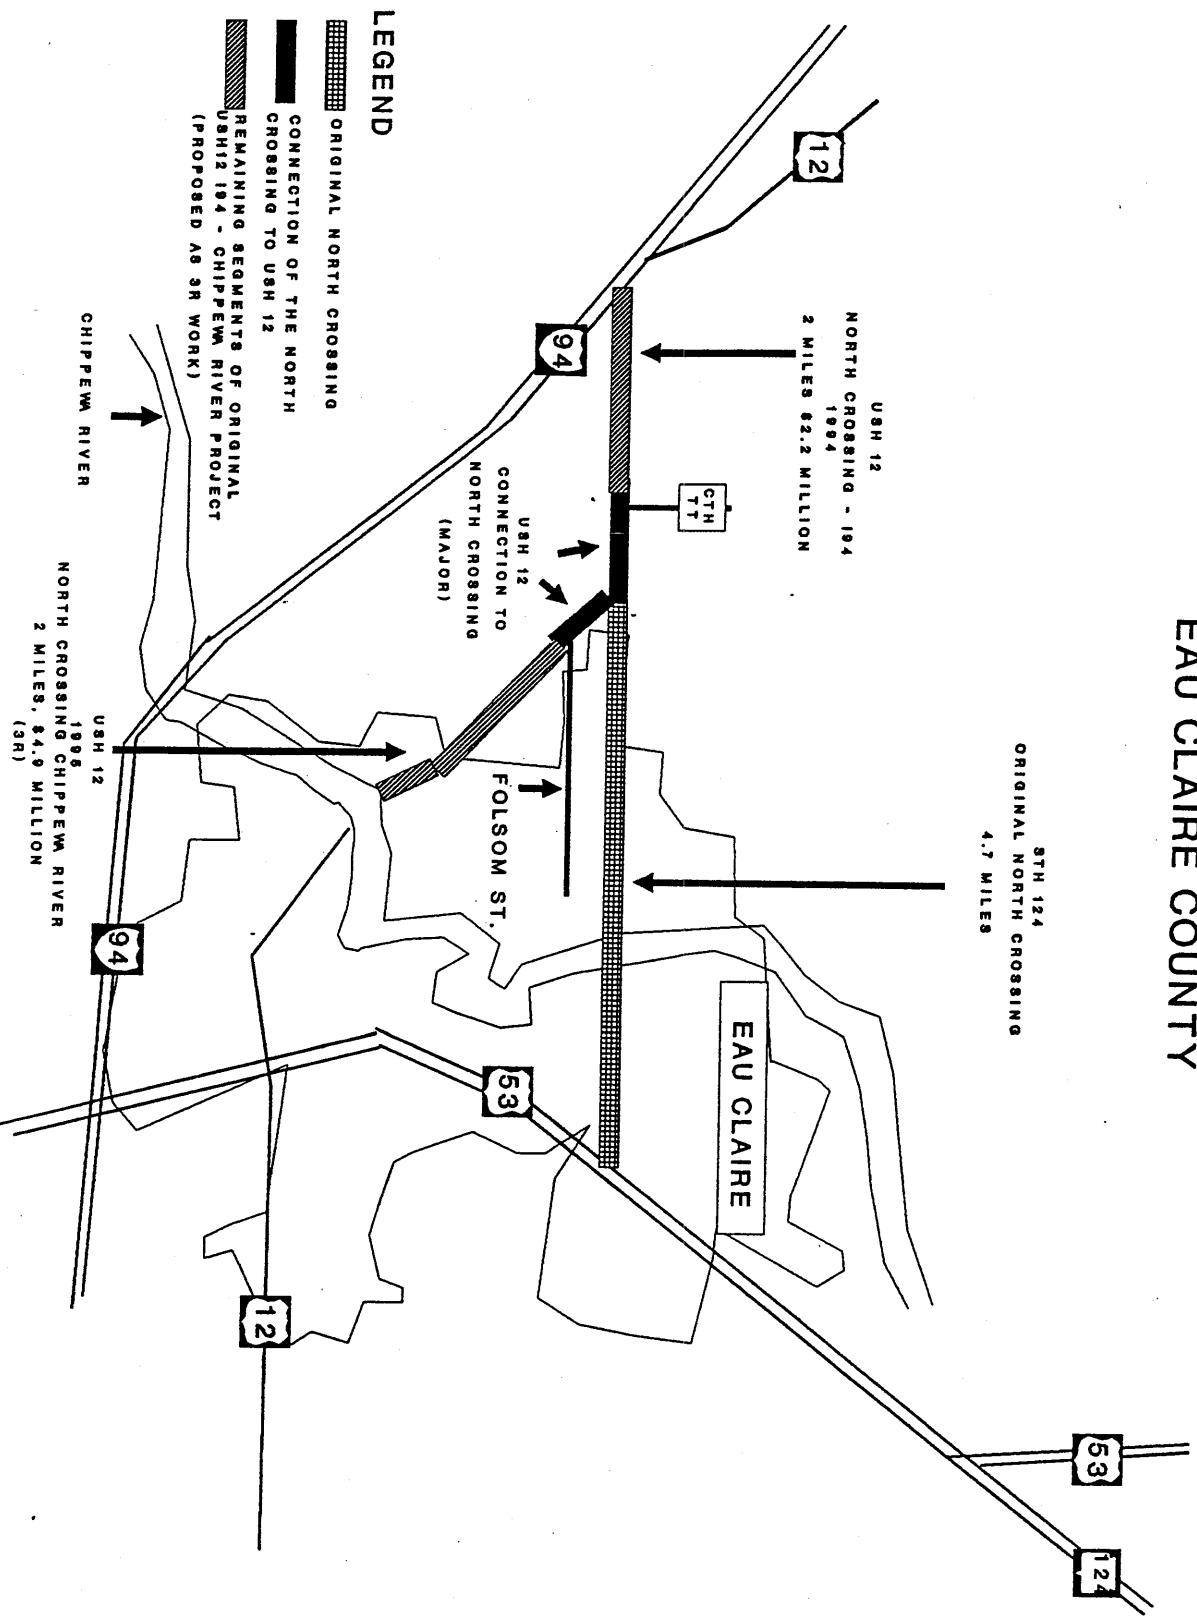 EAU CLAIRE COUNTY
STH 124
ORIGINAL NORTH CROSSING
4.7 MILES
USH 12
NORTH CROSSING - I94
1994
2 MILES $2.2 MILLION
12
53
124
CTH
TT
EAU CLAIRE
94
USH 12
CONNECTION TO
NORTH CROSSING
(MAJOR)
FOLSOM ST.
53
LEGEND
ORIGINAL NORTH CROSSING
CONNECTION OF THE NORTH
CROSSING TO USH 12
REMAINING SEGMENTS OF ORIGINAL
USH12 I94 - CHIPPEWA RIVER PROJECT
(PROPOSED AS 3R WORK)
12
CHIPPEWA RIVER
94
USH 12
1995
NORTH CROSSING CHIPPEWA RIVER
2 MILES, $4.9 MILLION
(3R)